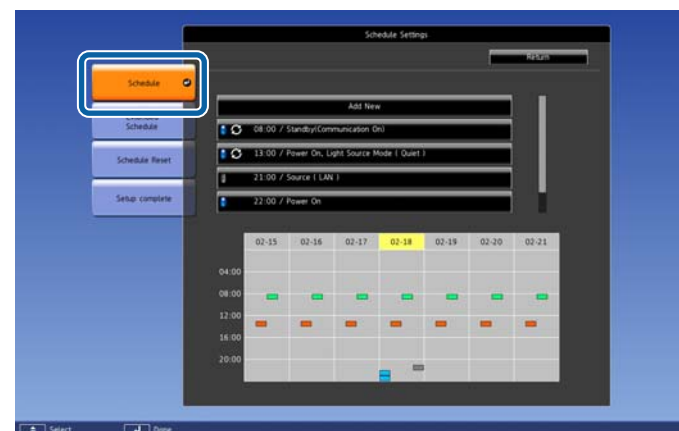 Schedule Settings
Return
Schedule
Schedule
Schedule Reset
Setup complete
Add New
08:00 / Standby(Communication On)
13:00 / Power On, Light Source Mode ( Quiet )
21:00 / Source ( LAN )
22:00 / Power On
02-15 02-16 02-17 02-18 02-19 02-20 02-21
04:00
08:00
12:00
16:00
20:00
Select
Done